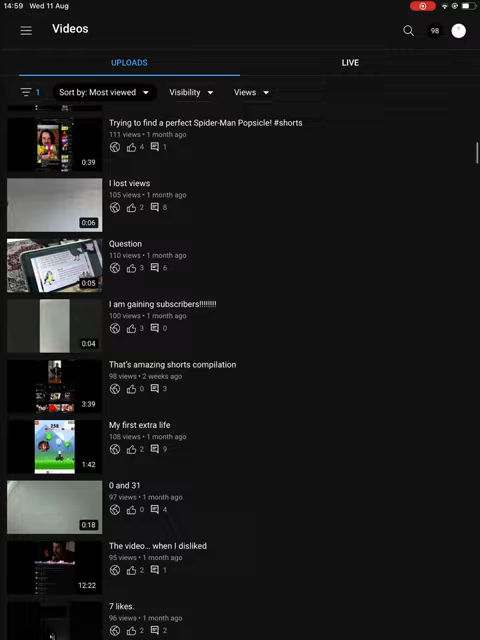 14:59 Wed 11 Aug
Videos
98
UPLOADS LIVE
1 Sort by: Most viewed Visibility Views
Trying to find a perfect Spider-Man Popsicle! #shorts
111 views • 1 month ago
4 1
0:39
I lost views
105 views • 1 month ago
2 8
0:06
Question
110 views • 1 month ago
3 6
0:05
I am gaining subscribers!!!!!!!!
100 views • 1 month ago
3 0
0:04
That's amazing shorts compilation
98 views • 2 weeks ago
0 3
3:39
My first extra life
108 views • 1 month ago
2 9
258
1:42
0 and 31
97 views • 1 month ago
0 4
0:18
The video... when I disliked
95 views • 1 month ago
2 1
12:22
7 likes.
96 views • 1 month ago
2 2